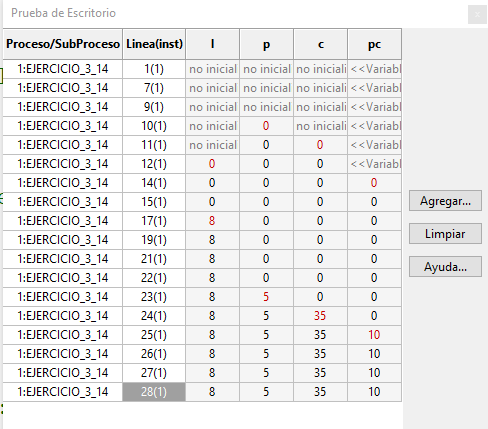 Prueba de Escritorio
x
Proceso/SubProceso Linea(inst) l p c pc
1:EJERCICIO_3_14 1(1) no inicial no inicial no iniciali <<Variabl
1:EJERCICIO_3_14 7(1) no inicial no inicial no iniciali <<Variabl
1:EJERCICIO_3_14 9(1) no inicial no inicial no iniciali <<Variabl
1:EJERCICIO_3_14 10(1) no inicial 0 no iniciali <<Variabl
1:EJERCICIO_3_14 11(1) no inicial 0 0 <<Variabl
1:EJERCICIO_3_14 12(1) 0 0 0 <<Variabl
1:EJERCICIO_3_14 14(1) 0 0 0 0
1:EJERCICIO_3_14 15(1) 0 0 0 0
1:EJERCICIO_3_14 17(1) 8 0 0 0
1:EJERCICIO_3_14 19(1) 8 0 0 0
1:EJERCICIO_3_14 21(1) 8 0 0 0
1:EJERCICIO_3_14 22(1) 8 0 0 0
1:EJERCICIO_3_14 23(1) 8 5 0 0
1:EJERCICIO_3_14 24(1) 8 5 35 0
1:EJERCICIO_3_14 25(1) 8 5 35 10
1:EJERCICIO_3_14 26(1) 8 5 35 10
1:EJERCICIO_3_14 27(1) 8 5 35 10
1:EJERCICIO_3_14 28(1) 8 5 35 10
Agregar...
Limpiar
Ayuda...